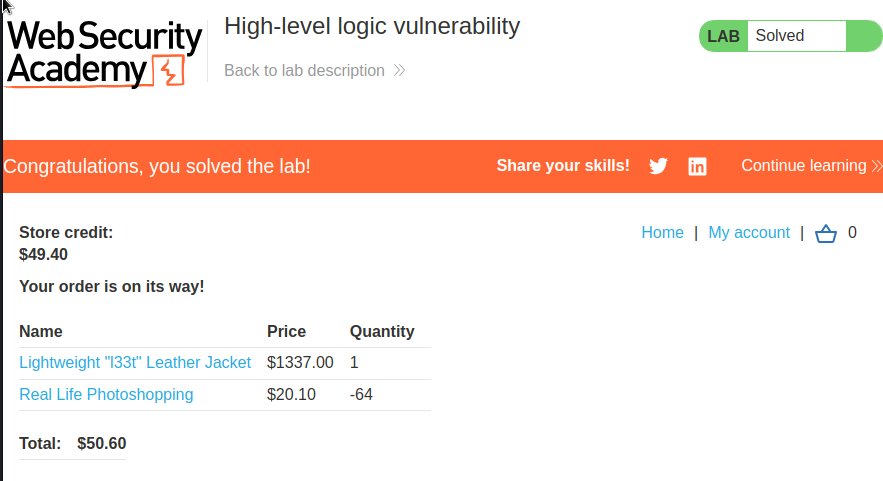 Web Security
Academy
High-level logic vulnerability
Back to lab description
LAB Solved
Congratulations, you solved the lab!
Share your skills!
Continue learning
Store credit:
$49.40
Home | My account | 0
Your order is on its way!
Name Price Quantity
Lightweight "l33t" Leather Jacket $1337.00 1
Real Life Photoshopping $20.10 -64
Total: $50.60